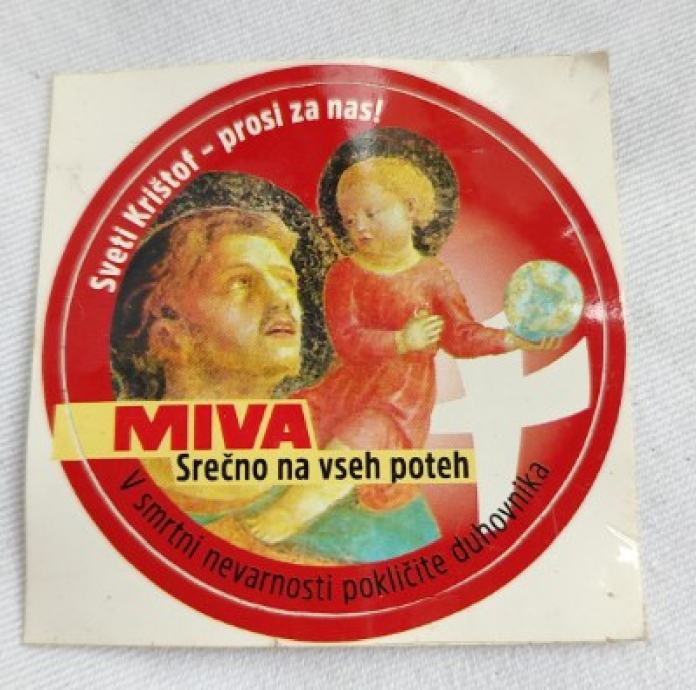 Sveti Krištof - prosi za nas!
MIVA
Srečno na vseh poteh
V smrtni nevarnosti pokličite duhovnika